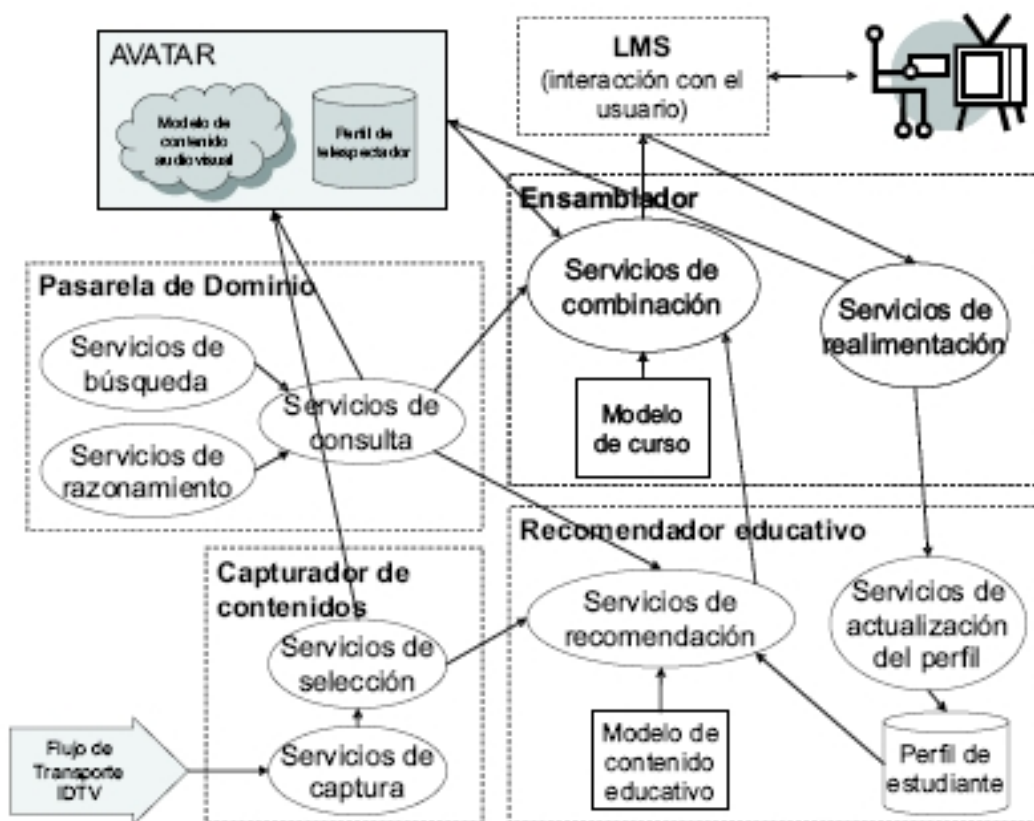 AVATAR
Modelo de
contenido
audiovisual
Perfil de
telespectador
LMS
(interacción con el
usuario)
Ensamblador
Servicios de
combinación
Servicios de
realimentación
Modelo
de curso
Pasarela de Dominio
Servicios de
búsqueda
Servicios de
consulta
Servicios de
razonamiento
Capturador de
contenidos
Servicios de
selección
Servicios de
captura
Flujo de
Transporte
IDTV
Recomendador educativo
Servicios de
recomendación
Servicios de
actualización
del perfil
Modelo de
contenido
educativo
Perfil de
estudiante